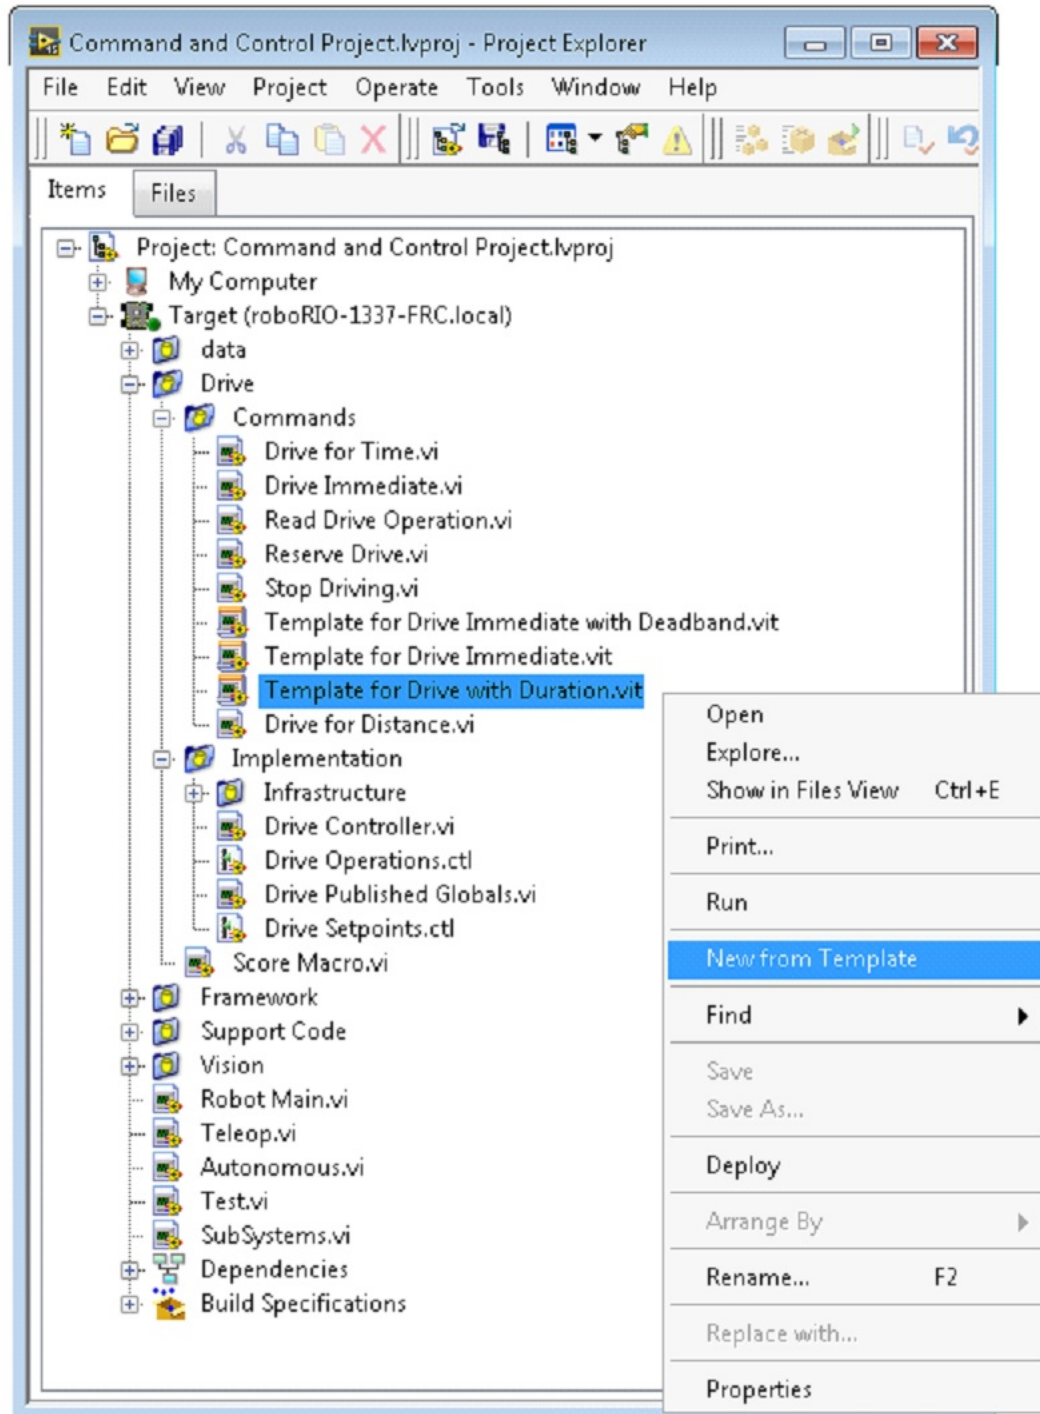 Command and Control Project.lvproj - Project Explorer
File Edit View Project Operate Tools Window Help
Items Files
Project: Command and Control Project.lvproj
My Computer
Target (roboRIO-1337-FRC.local)
data
Drive
Commands
Drive for Time.vi
Drive Immediate.vi
Read Drive Operation.vi
Reserve Drive.vi
Stop Driving.vi
Template for Drive Immediate with Deadband.vit
Template for Drive Immediate.vit
Template for Drive with Duration.vit
Drive for Distance.vi
Implementation
Infrastructure
Drive Controller.vi
Drive Operations.ctl
Drive Published Globals.vi
Drive Setpoints.ctl
Score Macro.vi
Framework
Support Code
Vision
Robot Main.vi
Teleop.vi
Autonomous.vi
Test.vi
SubSystems.vi
Dependencies
Build Specifications
Open
Explore...
Show in Files View Ctrl+E
Print...
Run
New from Template
Find
Save
Save As...
Deploy
Arrange By
Rename... F2
Replace with...
Properties